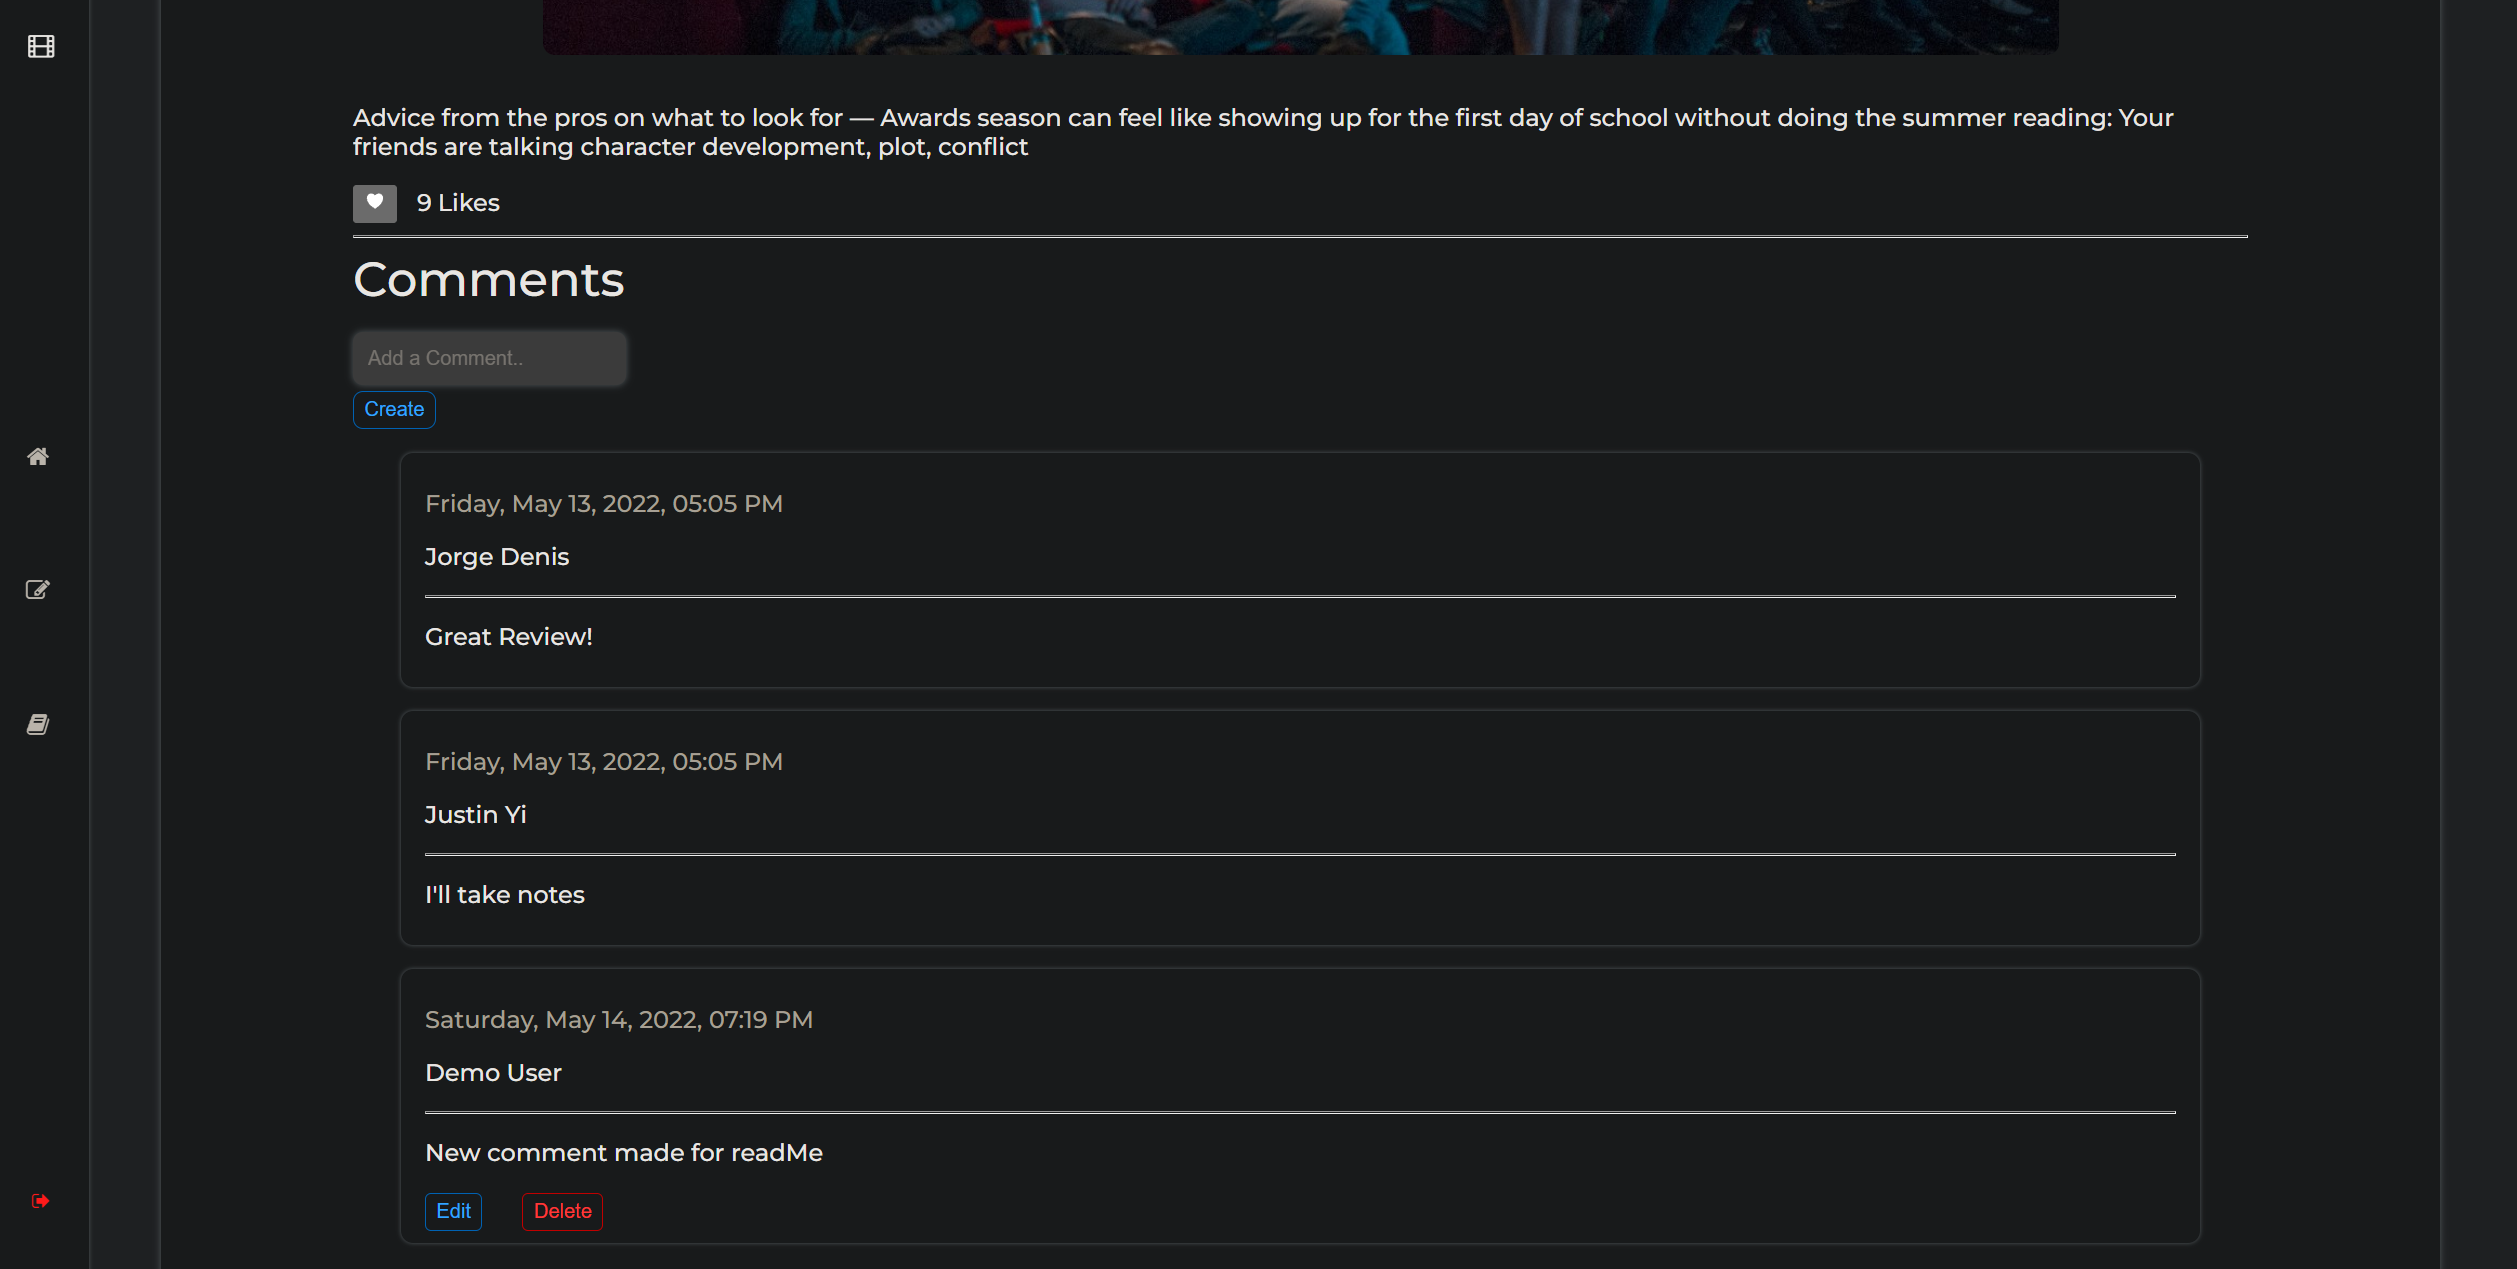 Advice from the pros on what to look for — Awards season can feel like showing up for the first day of school without doing the summer reading: Your
friends are talking character development, plot, conflict
9 Likes
Comments
Add a Comment..
Create
Friday, May 13, 2022, 05:05 PM
Jorge Denis
Great Review!
Friday, May 13, 2022, 05:05 PM
Justin Yi
I'll take notes
Saturday, May 14, 2022, 07:19 PM
Demo User
New comment made for readMe
Edit Delete